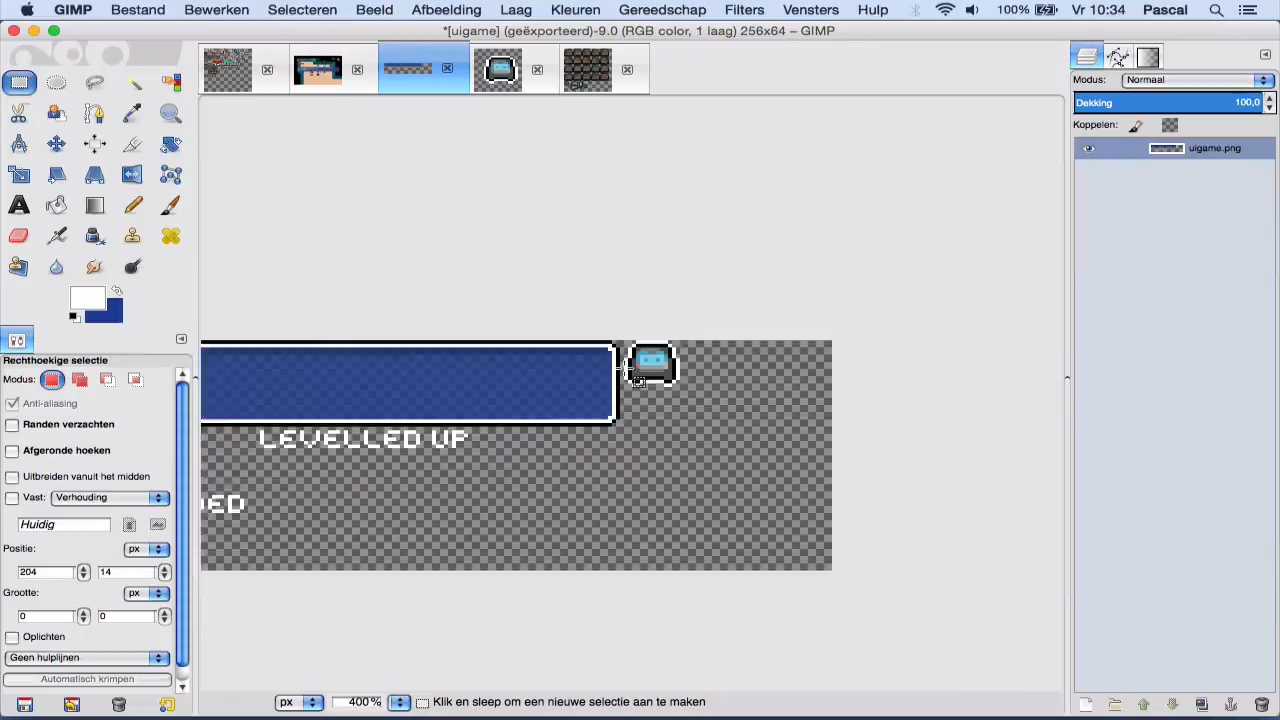 GIMP Bestand Bewerken Selecteren Beeld Afbeelding Laag Kleuren Gereedschap Filters Vensters Hulp 100% Vr 10:34 Pascal
*[uigame] (geëxporteerd)-9.0 (RGB color, 1 laag) 256x64 – GIMP
Modus: Normaal
Dekking 100,0
Koppelen:
uigame.png
LEVELLED UP
DED
Rechthoekige selectie
Modus:
Anti-aliasing
Randen verzachten
Afgeronde hoeken
Uitbreiden vanuit het midden
Vast: Verhouding
Huidig
Positie: px
204 14
Grootte: px
0 0
Oplichten
Geen hulplijnen
Automatisch krimpen
px 400% Klik en sleep om een nieuwe selectie aan te maken